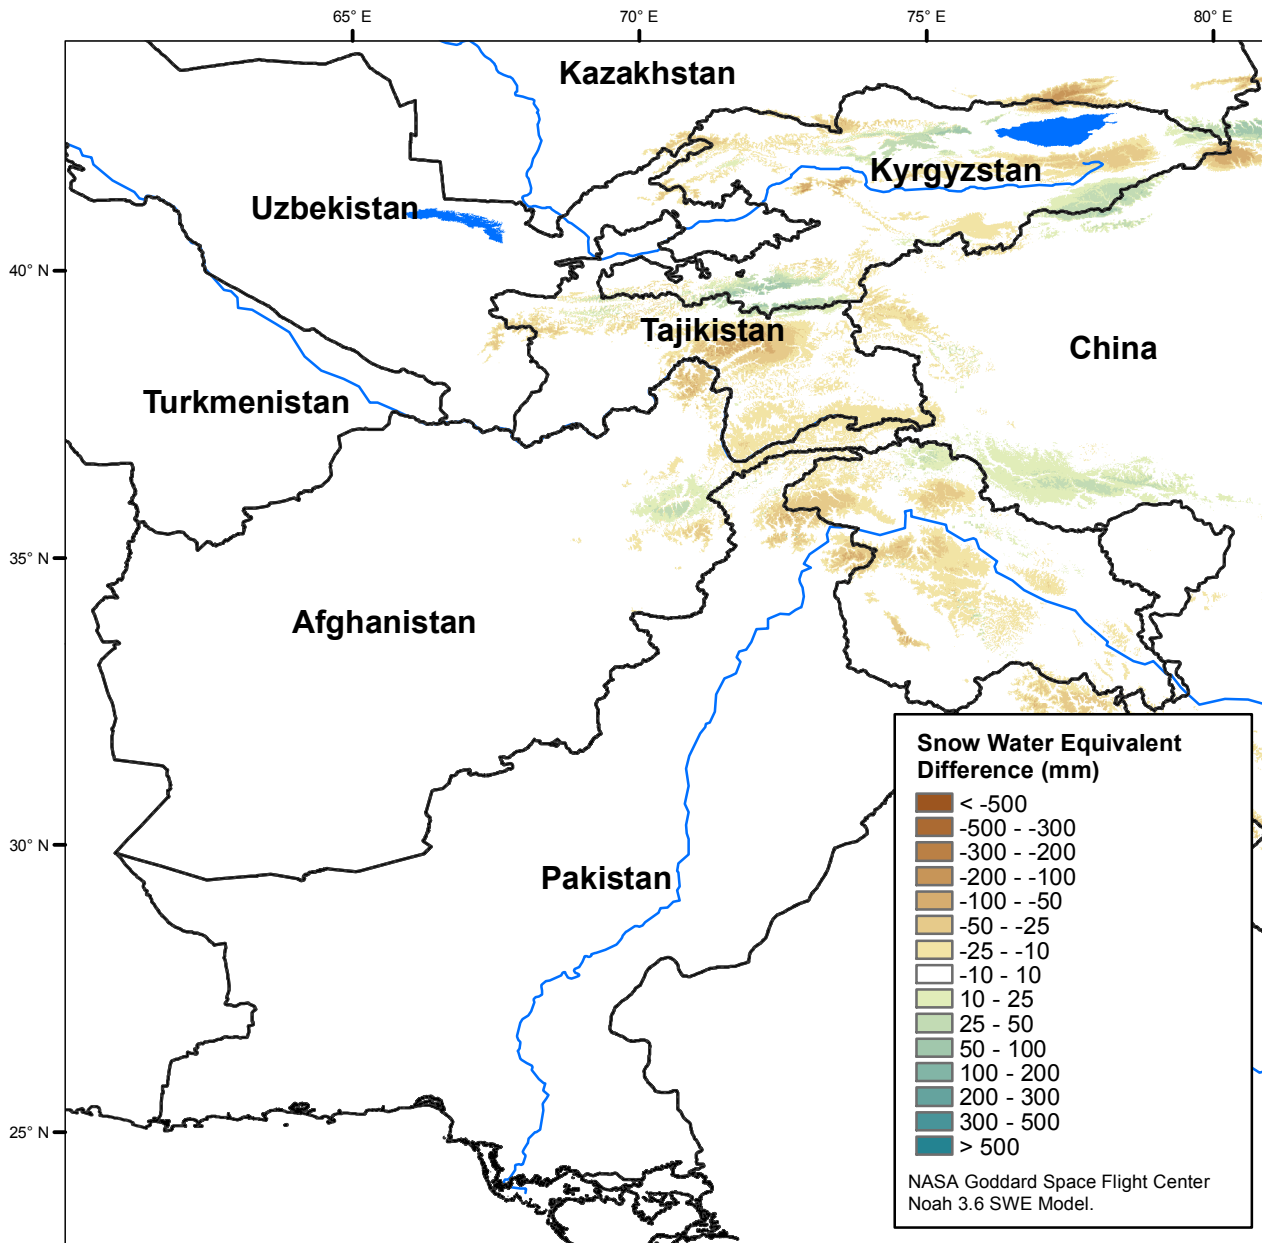 65° E 70° E 75° E 80° E
Kazakhstan
Kyrgyzstan
Uzbekistan
40° N
Tajikistan
China
Turkmenistan
35° N
Afghanistan
30° N
Pakistan
25° N
Snow Water Equivalent
Difference (mm)
< -500
-500 - -300
-300 - -200
-200 - -100
-100 - -50
-50 - -25
-25 - -10
-10 - 10
10 - 25
25 - 50
50 - 100
100 - 200
200 - 300
300 - 500
> 500
NASA Goddard Space Flight Center
Noah 3.6 SWE Model.